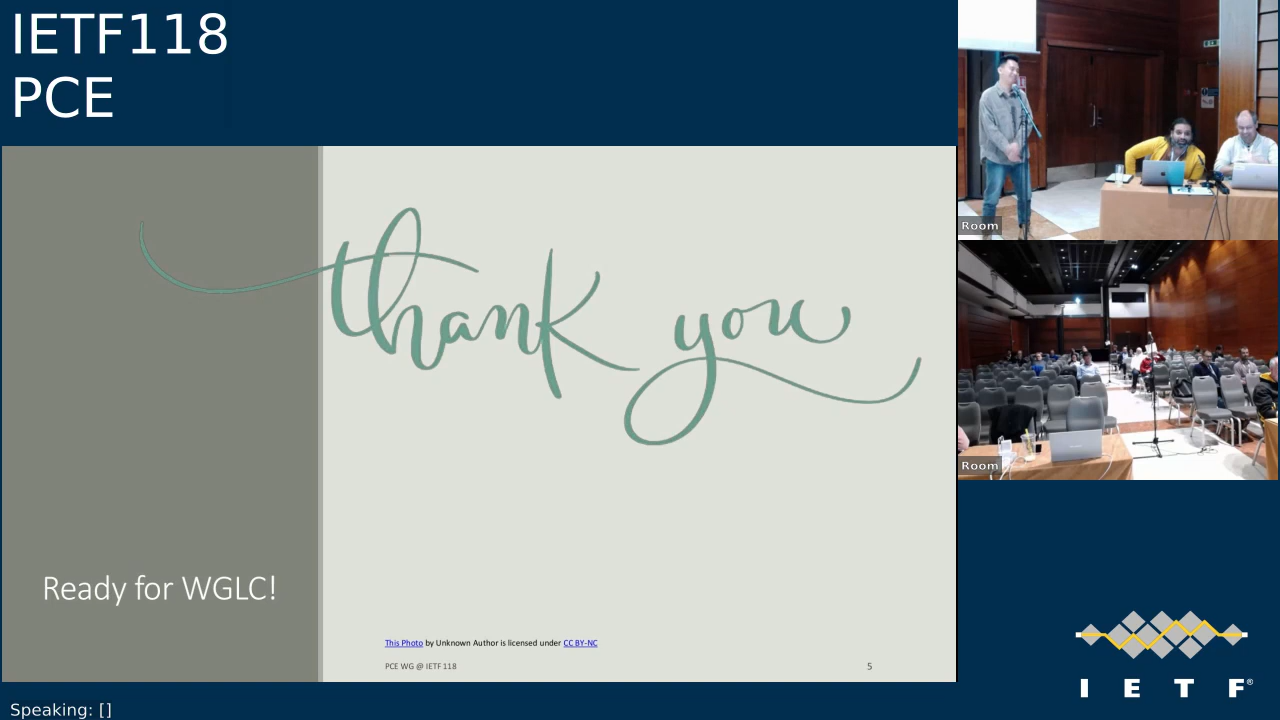 IETF118
PCE
thank you
Ready for WGLC!
This Photo by Unknown Author is licensed under CC BY-NC
PCE WG @ IETF 118
5
Room
Room
I E T F®
Speaking: []